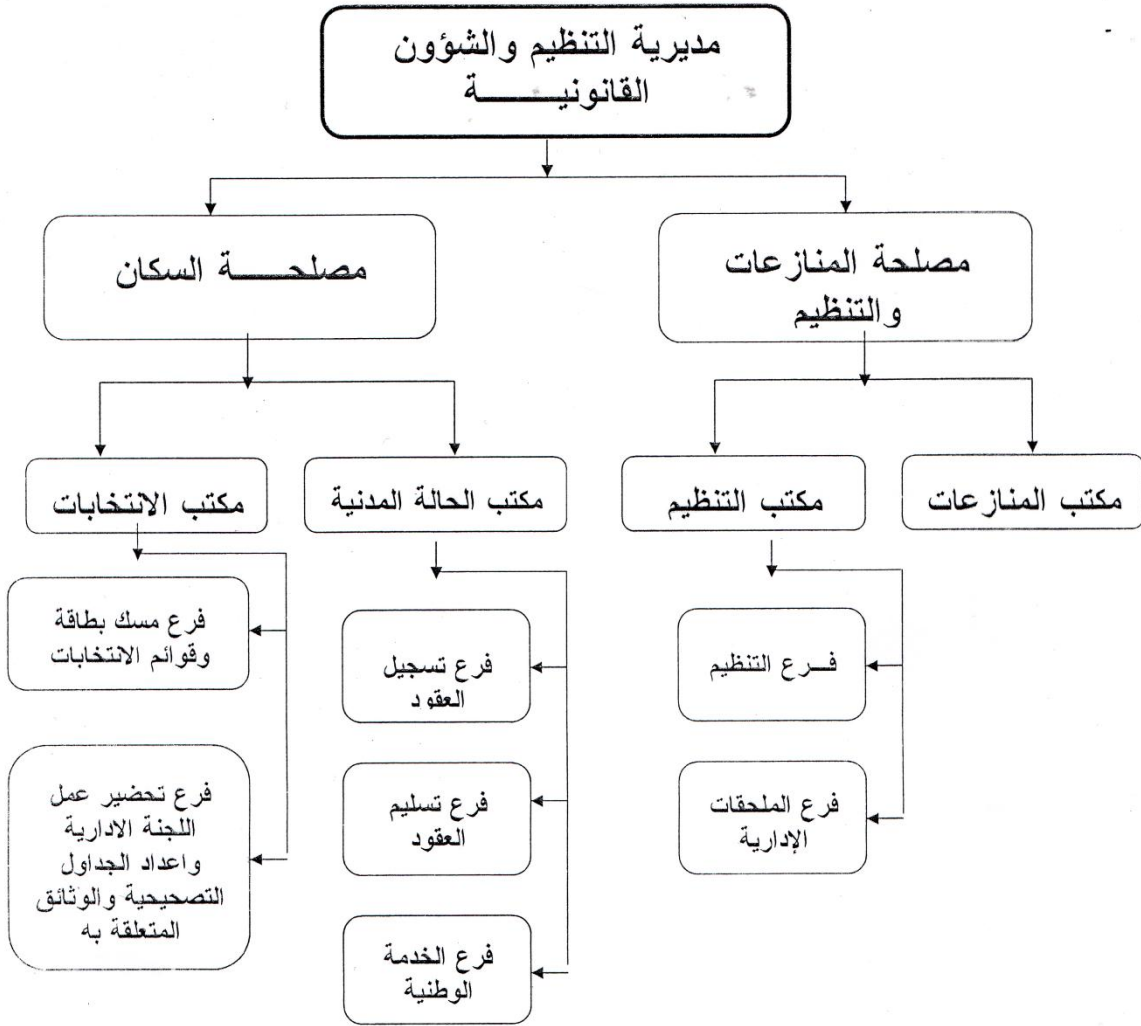 مديرية التنظيم والشؤون
القانونيـــــــة
مصلحة المنازعات
والتنظيم
مصلحـــــة السكان
مكتب المنازعات
مكتب التنظيم
مكتب الحالة المدنية
مكتب الانتخابات
فــرع التنظيم
فرع الملحقات
الإدارية
فرع تسجيل
العقود
فرع تسليم
العقود
فرع الخدمة
الوطنية
فرع مسك بطاقة
وقوائم الانتخابات
فرع تحضير عمل
اللجنة الادارية
واعداد الجداول
التصحيحية والوثائق
المتعلقة به